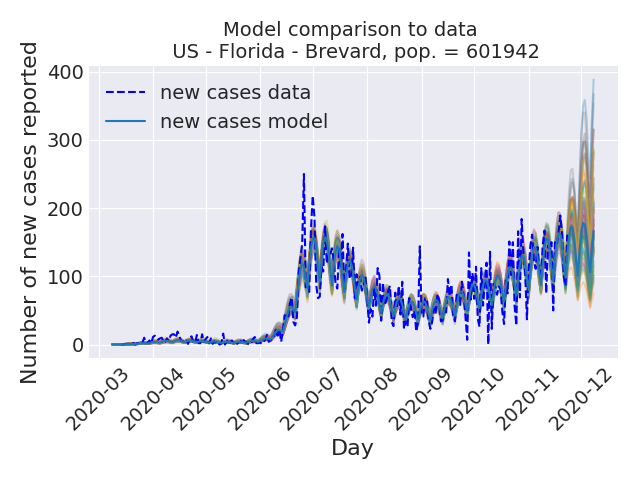 Model comparison to data
US - Florida - Brevard, pop. = 601942
Number of new cases reported
400
300
200
100
0
new cases data
new cases model
2020-03
2020-04
2020-05
2020-06
2020-07
2020-08
2020-09
2020-10
2020-11
2020-12
Day